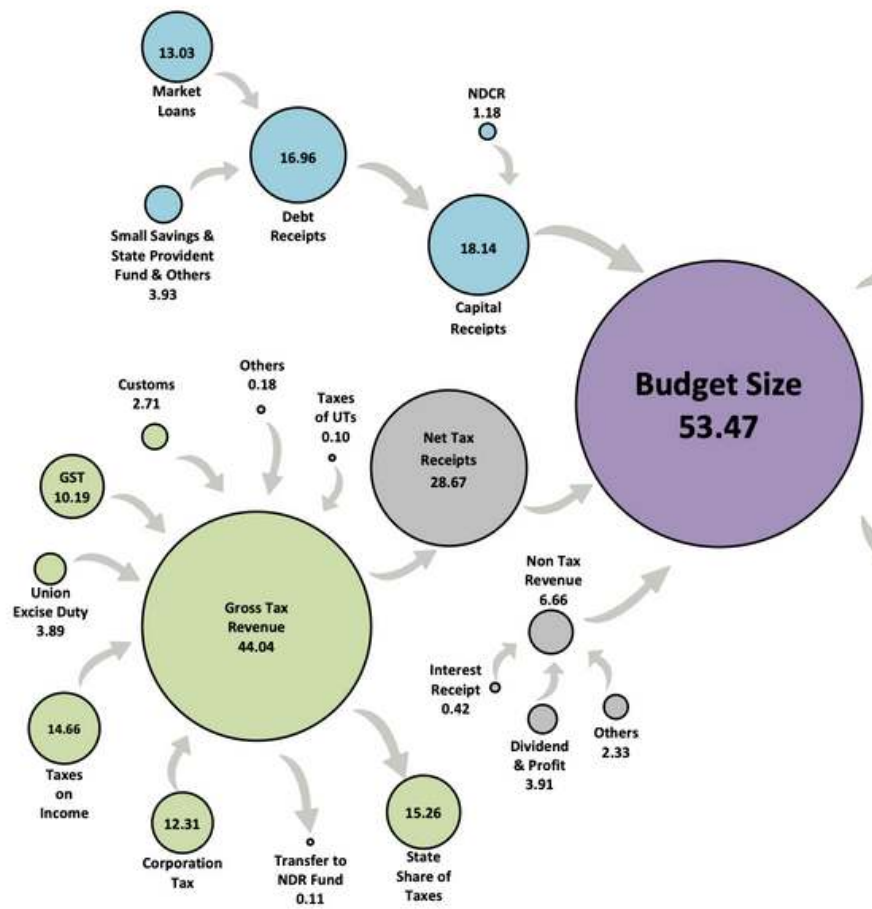 13.03
Market
Loans
NDCR
1.18
16.96
Debt
Receipts
Small Savings &
State Provident
Fund & Others
3.93
18.14
Capital
Receipts
Budget Size
53.47
Customs
2.71
Others
0.18
Taxes
of UTs
0.10
Net Tax
Receipts
28.67
GST
10.19
Union
Excise Duty
3.89
Gross Tax
Revenue
44.04
Non Tax
Revenue
6.66
Interest
Receipt
0.42
Dividend
& Profit
3.91
Others
2.33
14.66
Taxes
on
Income
12.31
Corporation
Tax
Transfer to
NDR Fund
0.11
15.26
State
Share of
Taxes